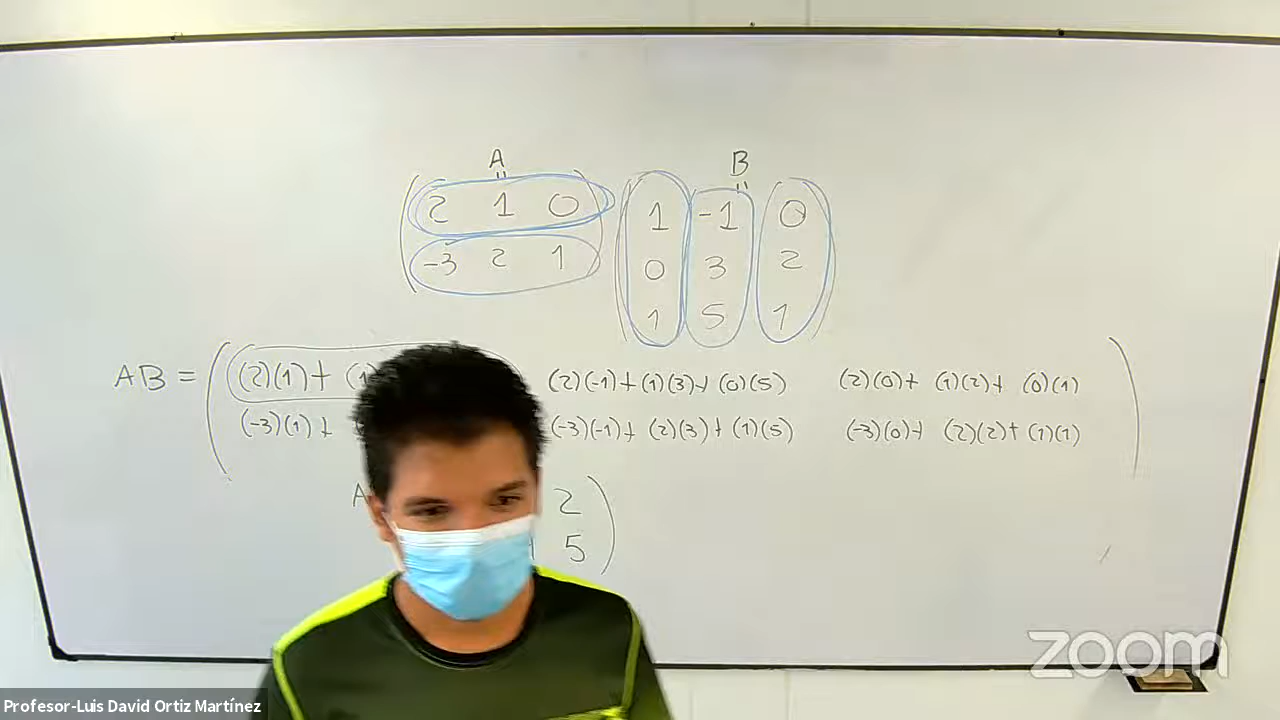 A B
" "
2 1 0 1 -1 0
-3 2 1 0 3 2
1 5 1
AB = ( (2)(1)+ (1) (2)(-1)+(1)(3)+(0)(5) (2)(0)+ (1)(2)+ (0)(1) )
(-3)(1)+ (-3)(-1)+ (2)(3)+(1)(5) (-3)(0)+ (2)(2)+(1)(1)
A 2
5
zoom
Profesor-Luis David Ortiz Martínez